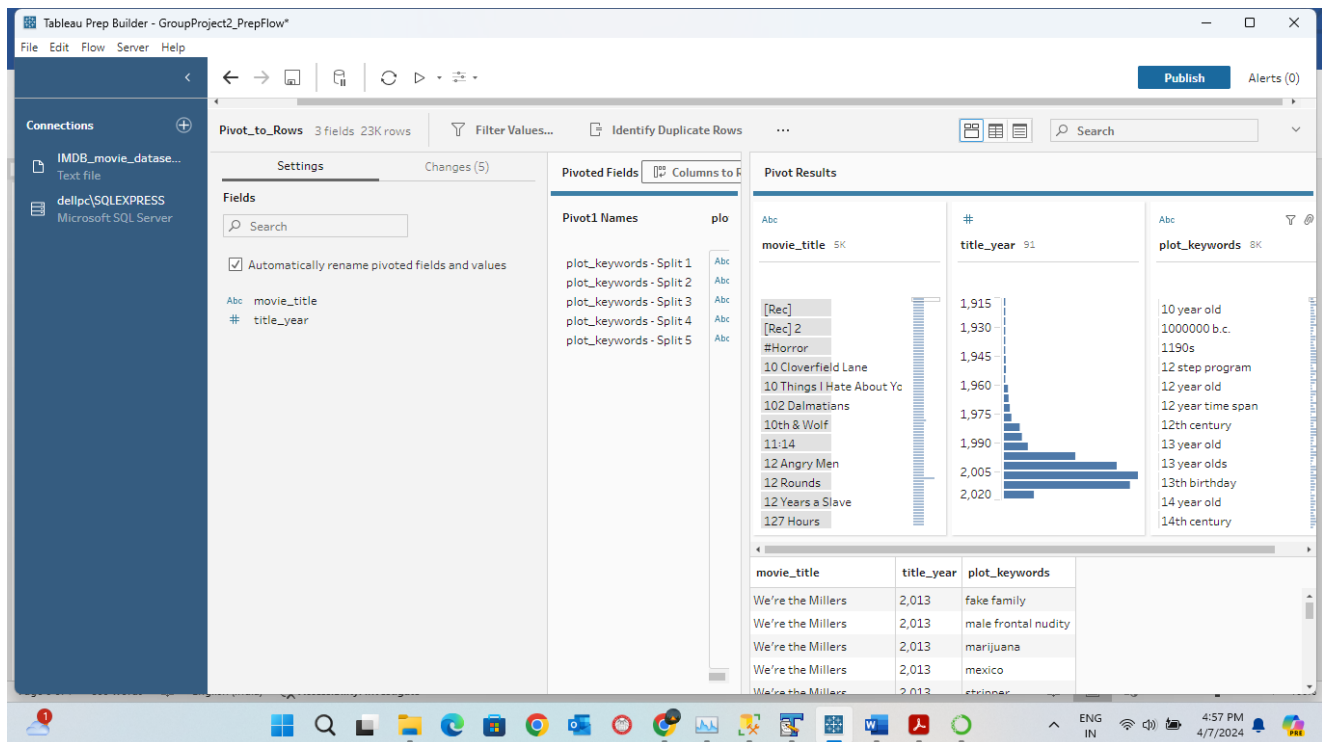 Tableau Prep Builder - GroupProject2_PrepFlow*
File Edit Flow Server Help
Publish
Alerts (0)
Connections
IMDB_movie_datase...
Text file
dellpc\SQLEXPRESS
Microsoft SQL Server
Pivot_to_Rows 3 fields 23K rows
Filter Values...
Identify Duplicate Rows
...
Search
Settings
Changes (5)
Fields
Search
Automatically rename pivoted fields and values
Abc movie_title
# title_year
Pivoted Fields
Columns to R
Pivot1 Names
plo
plot_keywords - Split 1 Abc
plot_keywords - Split 2 Abc
plot_keywords - Split 3 Abc
plot_keywords - Split 4 Abc
plot_keywords - Split 5 Abc
Pivot Results
Abc
movie_title 5K
[Rec]
[Rec] 2
#Horror
10 Cloverfield Lane
10 Things I Hate About Yo
102 Dalmatians
10th & Wolf
11:14
12 Angry Men
12 Rounds
12 Years a Slave
127 Hours
#
title_year 91
1,915
1,930
1,945
1,960
1,975
1,990
2,005
2,020
Abc
plot_keywords 8K
10 year old
1000000 b.c.
1190s
12 step program
12 year old
12 year time span
12th century
13 year old
13 year olds
13th birthday
14 year old
14th century
movie_title title_year plot_keywords
We're the Millers 2,013 fake family
We're the Millers 2,013 male frontal nudity
We're the Millers 2,013 marijuana
We're the Millers 2,013 mexico
We're the Millers 2,013 stripper
1
ENG
IN
4:57 PM
4/7/2024
PRE